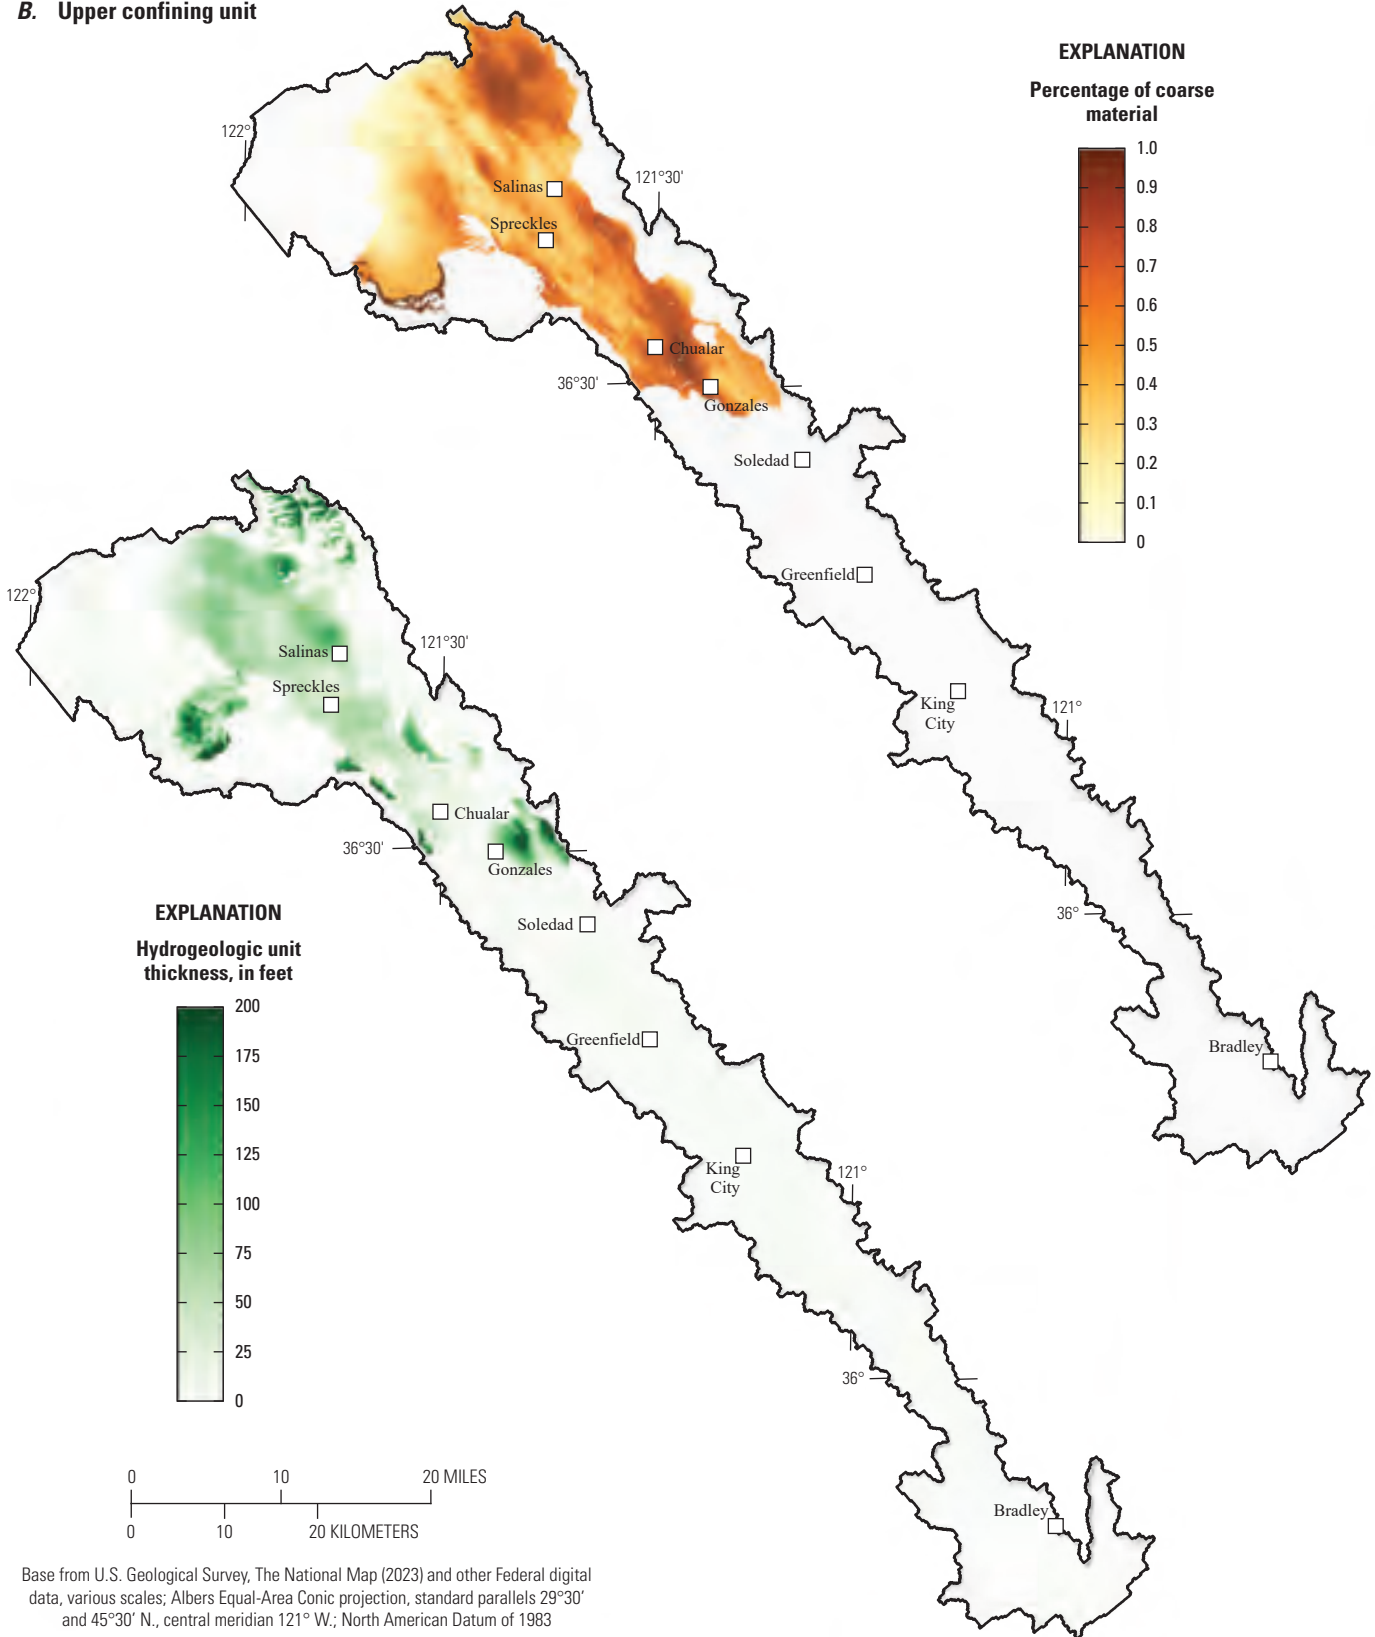 B. Upper confining unit
EXPLANATION
Percentage of coarse
material
1.0
0.9
0.8
0.7
0.6
0.5
0.4
0.3
0.2
0.1
0
122°
121°30'
Salinas
Spreckles
Chualar
36°30'
Gonzales
Soledad
Greenfield
King
City
121°
36°
Bradley
122°
121°30'
Salinas
Spreckles
Chualar
36°30'
Gonzales
Soledad
Greenfield
King
City
121°
36°
Bradley
EXPLANATION
Hydrogeologic unit
thickness, in feet
200
175
150
125
100
75
50
25
0
0 10 20 MILES
0 10 20 KILOMETERS
Base from U.S. Geological Survey, The National Map (2023) and other Federal digital
data, various scales; Albers Equal-Area Conic projection, standard parallels 29°30'
and 45°30' N., central meridian 121° W.; North American Datum of 1983